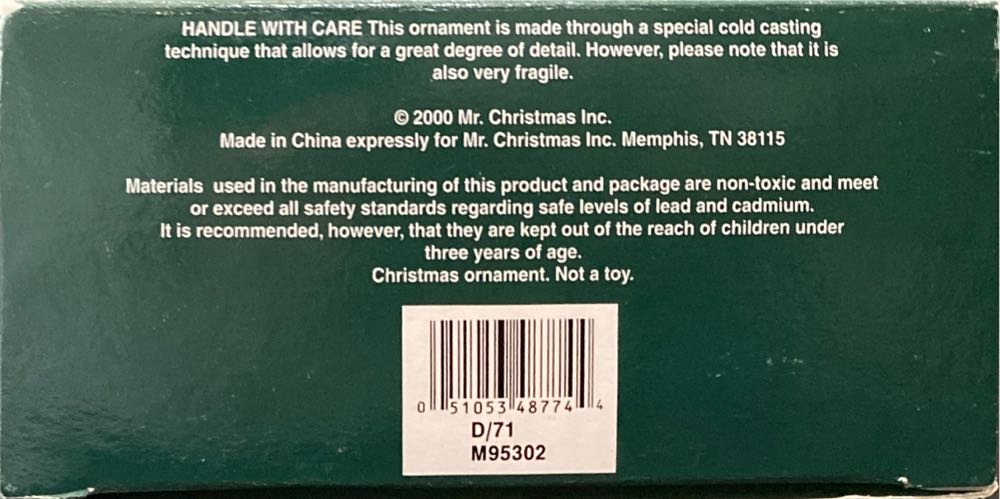 HANDLE WITH CARE This ornament is made through a special cold casting
technique that allows for a great degree of detail. However, please note that it is
also very fragile.
© 2000 Mr. Christmas Inc.
Made in China expressly for Mr. Christmas Inc. Memphis, TN 38115
Materials used in the manufacturing of this product and package are non-toxic and meet
or exceed all safety standards regarding safe levels of lead and cadmium.
It is recommended, however, that they are kept out of the reach of children under
three years of age.
Christmas ornament. Not a toy.
0 51053 48774 4
D/71
M95302